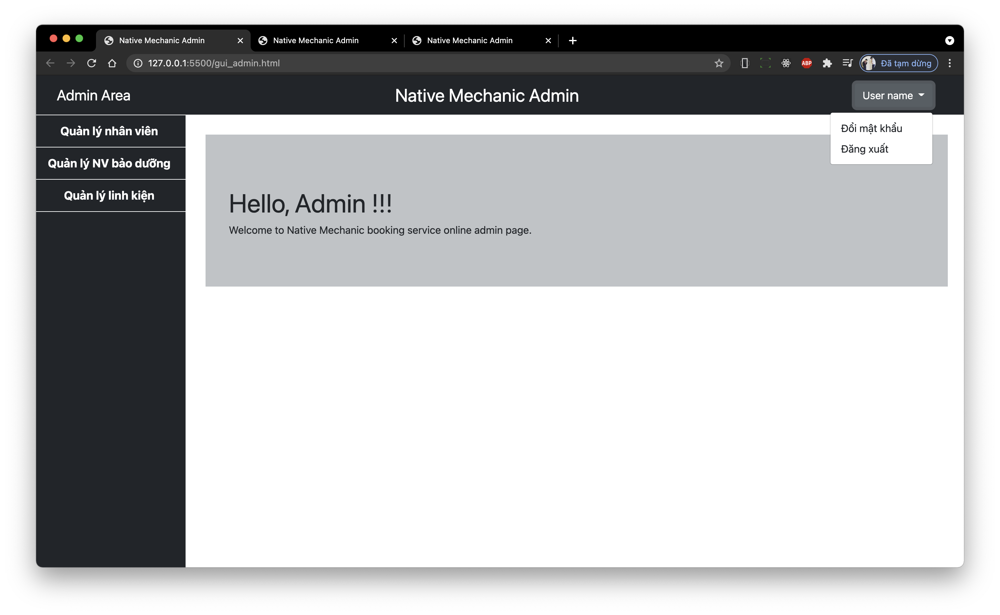 Native Mechanic Admin
Native Mechanic Admin
Native Mechanic Admin
127.0.0.1:5500/gui_admin.html
ABP
Đã tạm dừng
Admin Area
Native Mechanic Admin
User name
Đổi mật khẩu
Đăng xuất
Quản lý nhân viên
Quản lý NV bảo dưỡng
Quản lý linh kiện
Hello, Admin !!!
Welcome to Native Mechanic booking service online admin page.